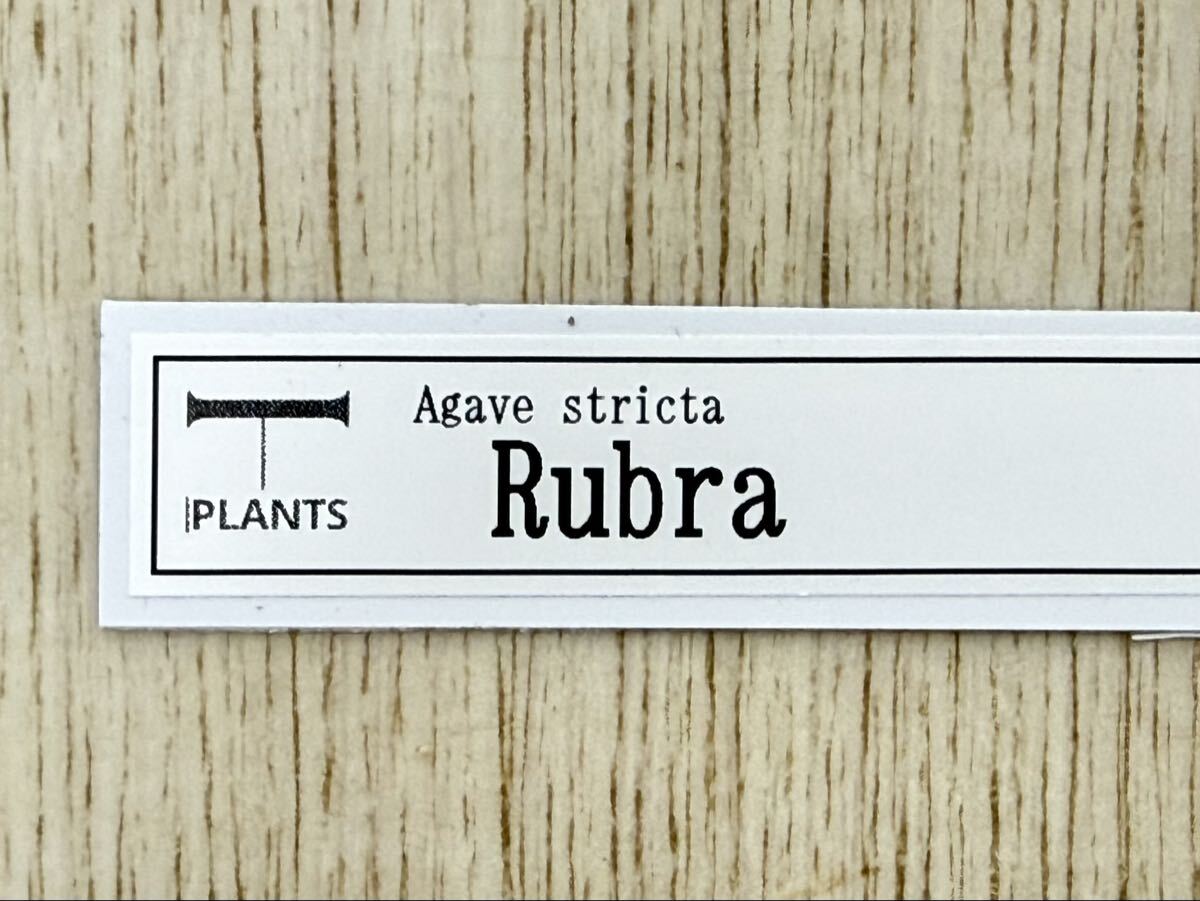 T
PLANTS
Agave stricta
Rubra